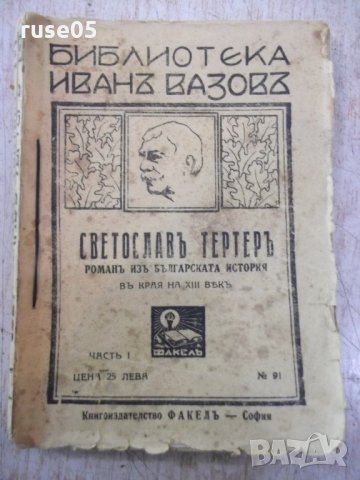 ruse05
БИБЛИОТЕКА
ИВАНЪ ВАЗОВЪ
СВЕТОСЛАВЪ ТЕРТЕРЪ
РОМАНЪ ИЗЪ БЪЛГАРСКАТА ИСТОРИЯ
ВЪ КРАЯ НА XIII ВѢКЪ
ФАКЕЛЪ
ЧАСТЬ I
ЦЕНА 25 ЛЕВА № 91
Книгоиздателство ФАКЕЛЪ — София
BAZAR